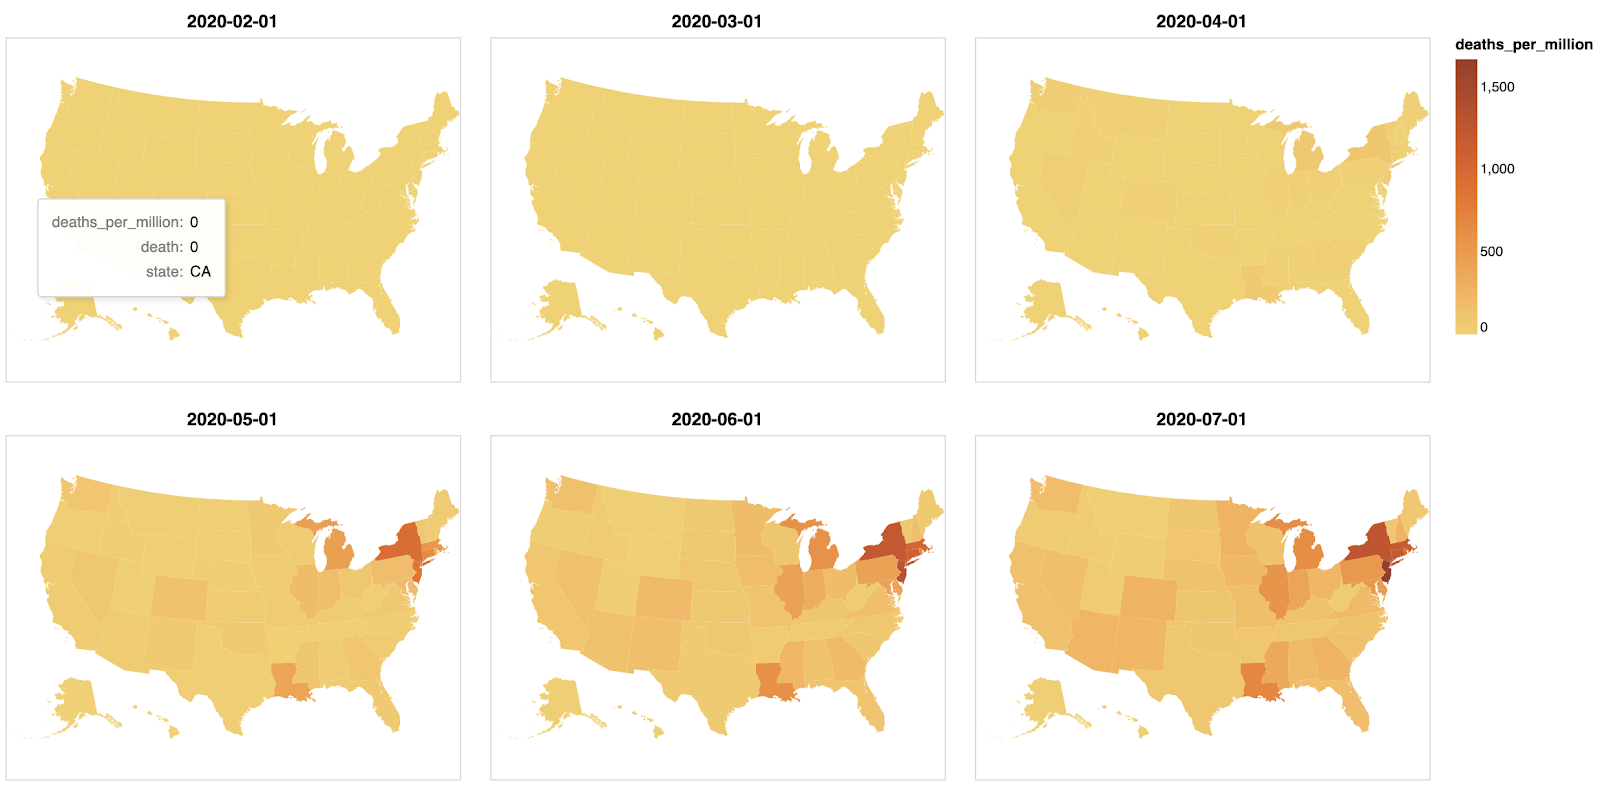 2020-02-01
2020-03-01
2020-04-01
deaths_per_million
1,500
1,000
500
0
deaths_per_million: 0
death: 0
state: CA
2020-05-01
2020-06-01
2020-07-01